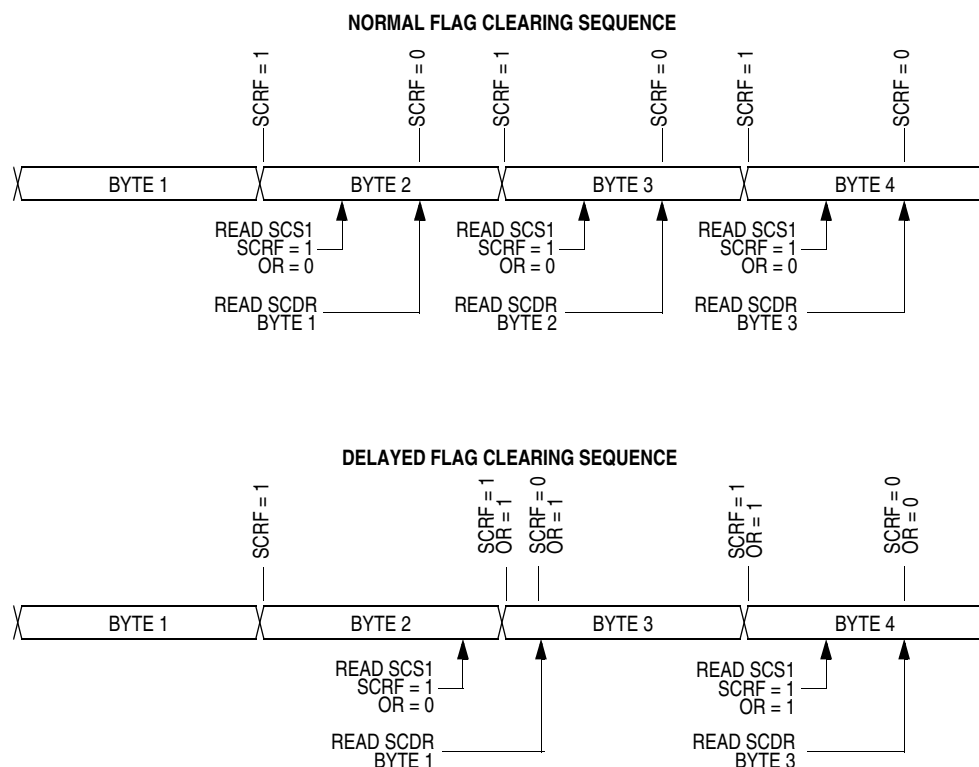 NORMAL FLAG CLEARING SEQUENCE
SCRF = 1
SCRF = 0
SCRF = 1
SCRF = 0
SCRF = 1
SCRF = 0
BYTE 1
BYTE 2
BYTE 3
BYTE 4
READ SCS1
SCRF = 1
OR = 0
READ SCS1
SCRF = 1
OR = 0
READ SCS1
SCRF = 1
OR = 0
READ SCDR
BYTE 1
READ SCDR
BYTE 2
READ SCDR
BYTE 3
DELAYED FLAG CLEARING SEQUENCE
SCRF = 1
SCRF = 1
OR = 1
SCRF = 0
OR = 1
SCRF = 1
OR = 1
SCRF = 0
OR = 0
BYTE 1
BYTE 2
BYTE 3
BYTE 4
READ SCS1
SCRF = 1
OR = 0
READ SCS1
SCRF = 1
OR = 1
READ SCDR
BYTE 1
READ SCDR
BYTE 3